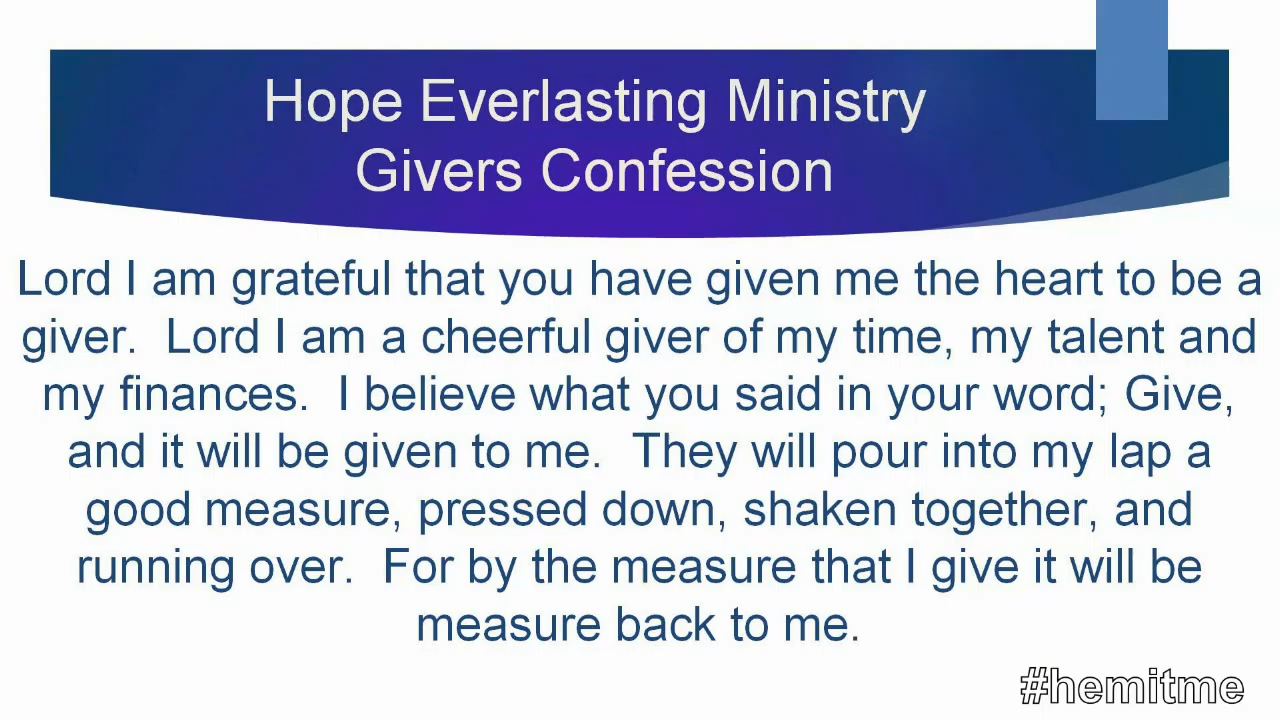 Hope Everlasting Ministry
Givers Confession
Lord I am grateful that you have given me the heart to be a
giver.  Lord I am a cheerful giver of my time, my talent and
my finances.  I believe what you said in your word; Give,
and it will be given to me.  They will pour into my lap a
good measure, pressed down, shaken together, and
running over.  For by the measure that I give it will be
measure back to me.
#hemitme